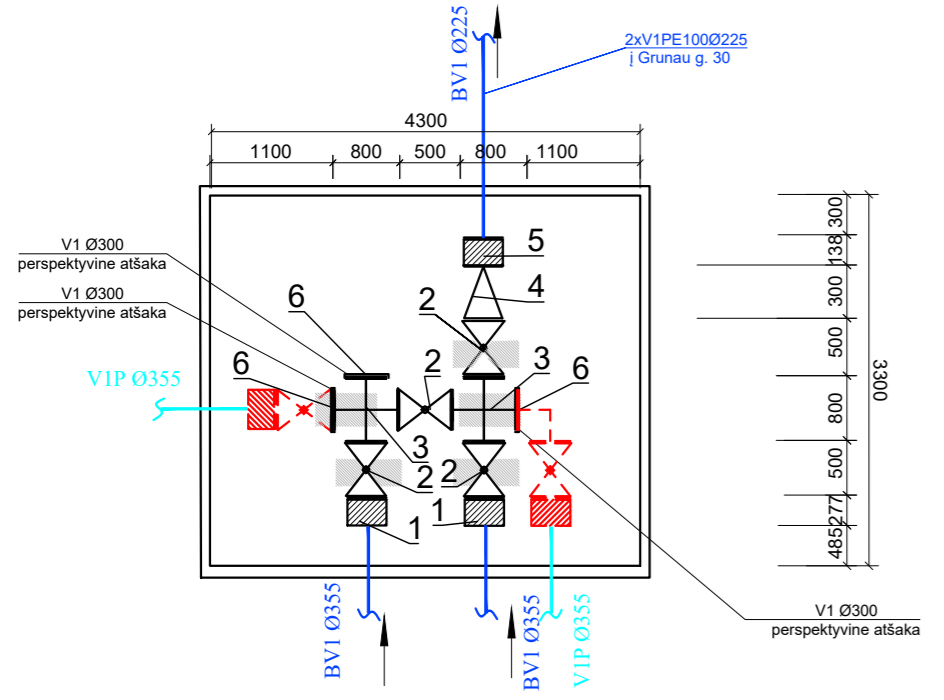 BV1 Ø225
2xV1PE100Ø225
į Grunau g. 30
4300
1100
800
500
800
1100
V1 Ø300
perspektyvine atšaka
V1 Ø300
perspektyvine atšaka
V1P Ø355
5
4
2
6
2
3
6
6
3
2
2
1
1
300
138
300
500
800
500
277
485
3300
BV1 Ø355
BV1 Ø355
V1P Ø355
V1 Ø300
perspektyvine atšaka